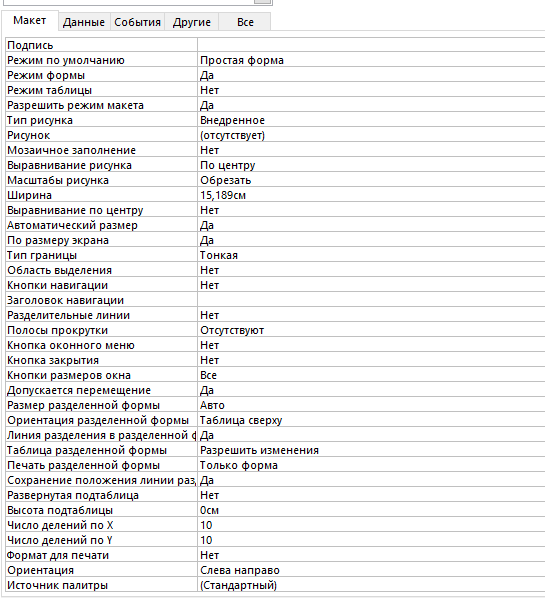 Макет Данные События Другие Все
Подпись
Режим по умолчанию Простая форма
Режим формы Да
Режим таблицы Нет
Разрешить режим макета Да
Тип рисунка Внедренное
Рисунок (отсутствует)
Мозаичное заполнение Нет
Выравнивание рисунка По центру
Масштабы рисунка Обрезать
Ширина 15,189см
Выравнивание по центру Нет
Автоматический размер Да
По размеру экрана Да
Тип границы Тонкая
Область выделения Нет
Кнопки навигации Нет
Заголовок навигации
Разделительные линии Нет
Полосы прокрутки Отсутствуют
Кнопка оконного меню Нет
Кнопка закрытия Нет
Кнопки размеров окна Все
Допускается перемещение Да
Размер разделенной формы Авто
Ориентация разделенной формы Таблица сверху
Линия разделения в разделенной ф Да
Таблица разделенной формы Разрешить изменения
Печать разделенной формы Только форма
Сохранение положения линии раз Да
Развернутая подтаблица Нет
Высота подтаблицы 0см
Число делений по X 10
Число делений по Y 10
Формат для печати Нет
Ориентация Слева направо
Источник палитры (Стандартный)